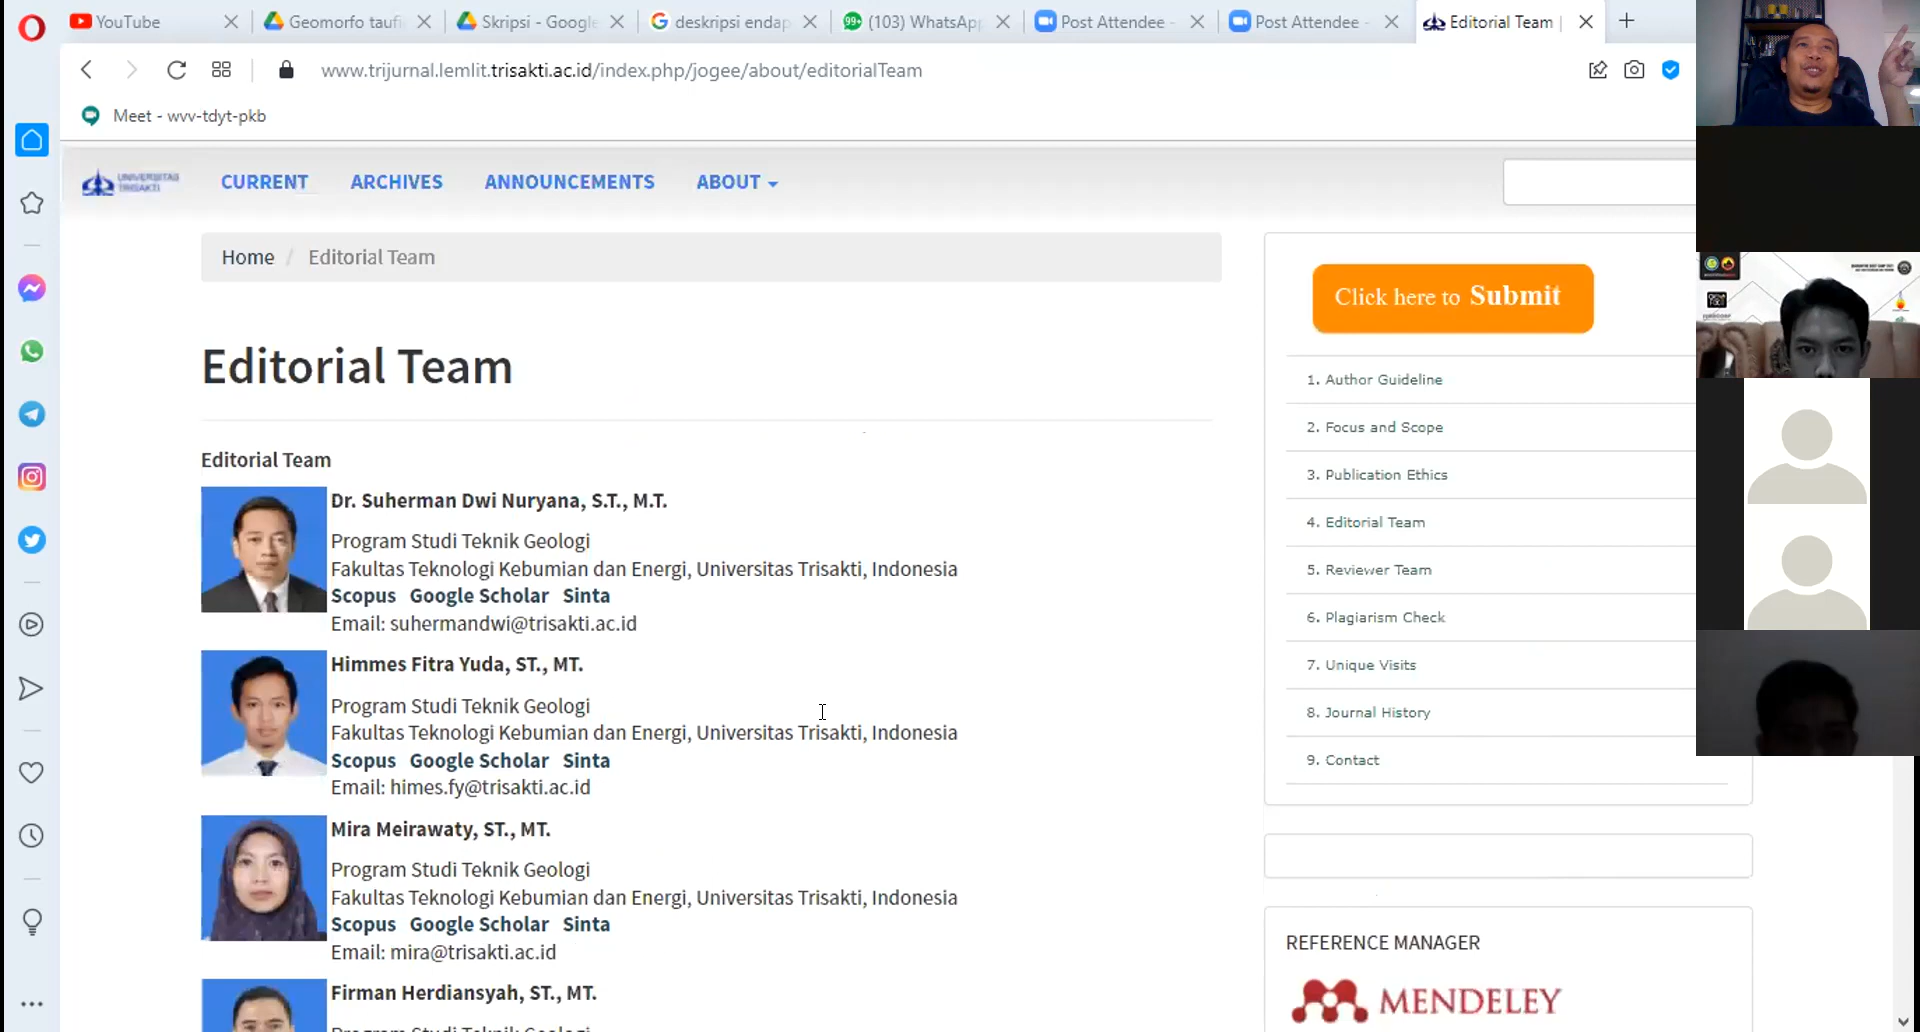 YouTube
Geomorfo taufi
Skripsi - Google
deskripsi endap
(103) WhatsApp
Post Attendee -
Post Attendee -
Editorial Team |
www.trijurnal.lemlit.trisakti.ac.id/index.php/jogee/about/editorialTeam
Meet - wvv-tdyt-pkb
UNIVERSITAS
TRISAKTI
CURRENT
ARCHIVES
ANNOUNCEMENTS
ABOUT
Home / Editorial Team
Editorial Team
Editorial Team
Dr. Suherman Dwi Nuryana, S.T., M.T.
Program Studi Teknik Geologi
Fakultas Teknologi Kebumian dan Energi, Universitas Trisakti, Indonesia
Scopus Google Scholar Sinta
Email: suhermandwi@trisakti.ac.id
Himmes Fitra Yuda, ST., MT.
Program Studi Teknik Geologi
Fakultas Teknologi Kebumian dan Energi, Universitas Trisakti, Indonesia
Scopus Google Scholar Sinta
Email: himes.fy@trisakti.ac.id
Mira Meirawaty, ST., MT.
Program Studi Teknik Geologi
Fakultas Teknologi Kebumian dan Energi, Universitas Trisakti, Indonesia
Scopus Google Scholar Sinta
Email: mira@trisakti.ac.id
Firman Herdiansyah, ST., MT.
Program Studi Teknik Geologi
Click here to Submit
1. Author Guideline
2. Focus and Scope
3. Publication Ethics
4. Editorial Team
5. Reviewer Team
6. Plagiarism Check
7. Unique Visits
8. Journal History
9. Contact
REFERENCE MANAGER
MENDELEY